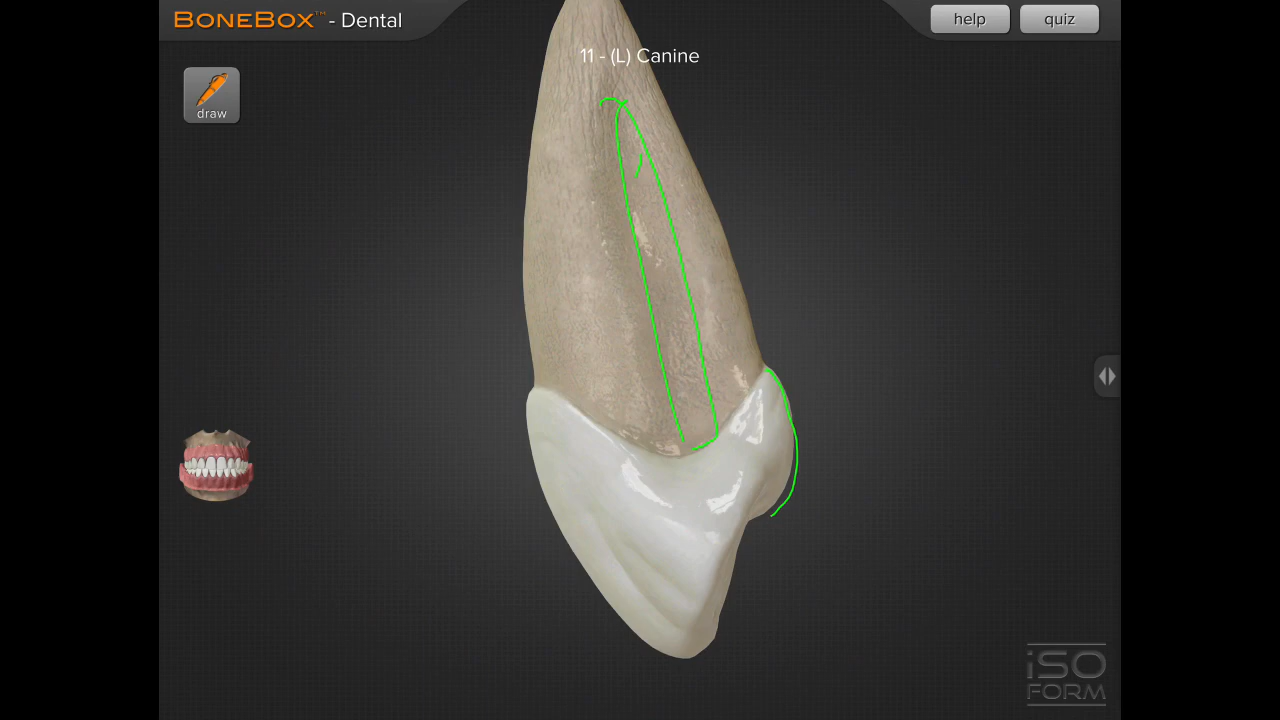 BONEBOX™ - Dental
help
quiz
11 - (L) Canine
draw
iSO
FORM